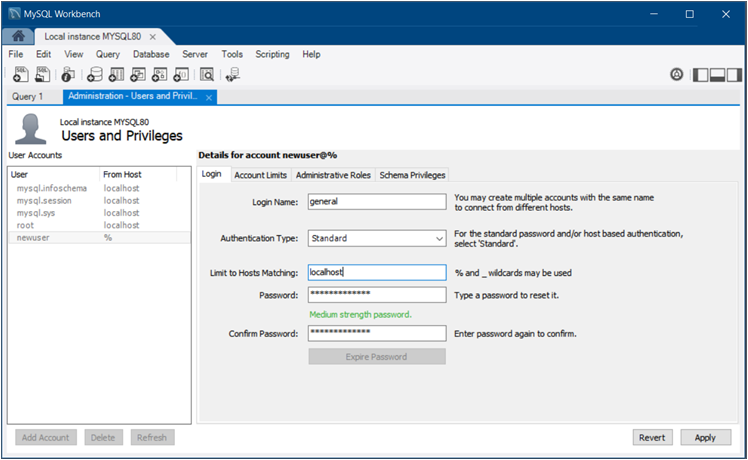 MySQL Workbench
Local instance MYSQL80 ×
File Edit View Query Database Server Tools Scripting Help
Query 1 Administration - Users and Privil... ×
Local instance MYSQL80
Users and Privileges
User Accounts
User From Host
mysql.infoschema localhost
mysql.session localhost
mysql.sys localhost
root localhost
newuser %
Add Account Delete Refresh
Details for account newuser@%
Login Account Limits Administrative Roles Schema Privileges
Login Name: general You may create multiple accounts with the same name
to connect from different hosts.
Authentication Type: Standard For the standard password and/or host based authentication,
select 'Standard'.
Limit to Hosts Matching: localhost % and _ wildcards may be used
Password: ************* Type a password to reset it.
Medium strength password.
Confirm Password: ************* Enter password again to confirm.
Expire Password
Revert Apply